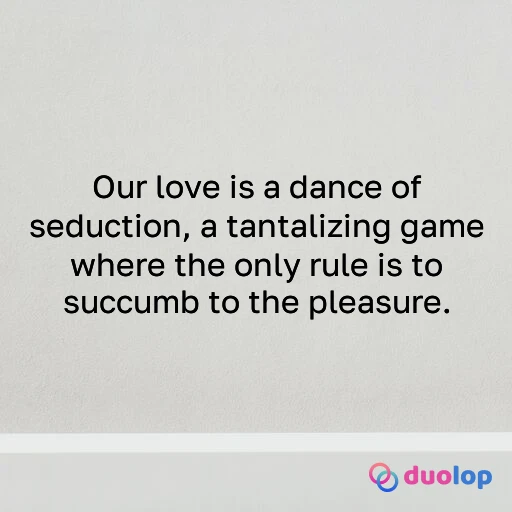 Our love is a dance of
seduction, a tantalizing game
where the only rule is to
succumb to the pleasure.
duolop